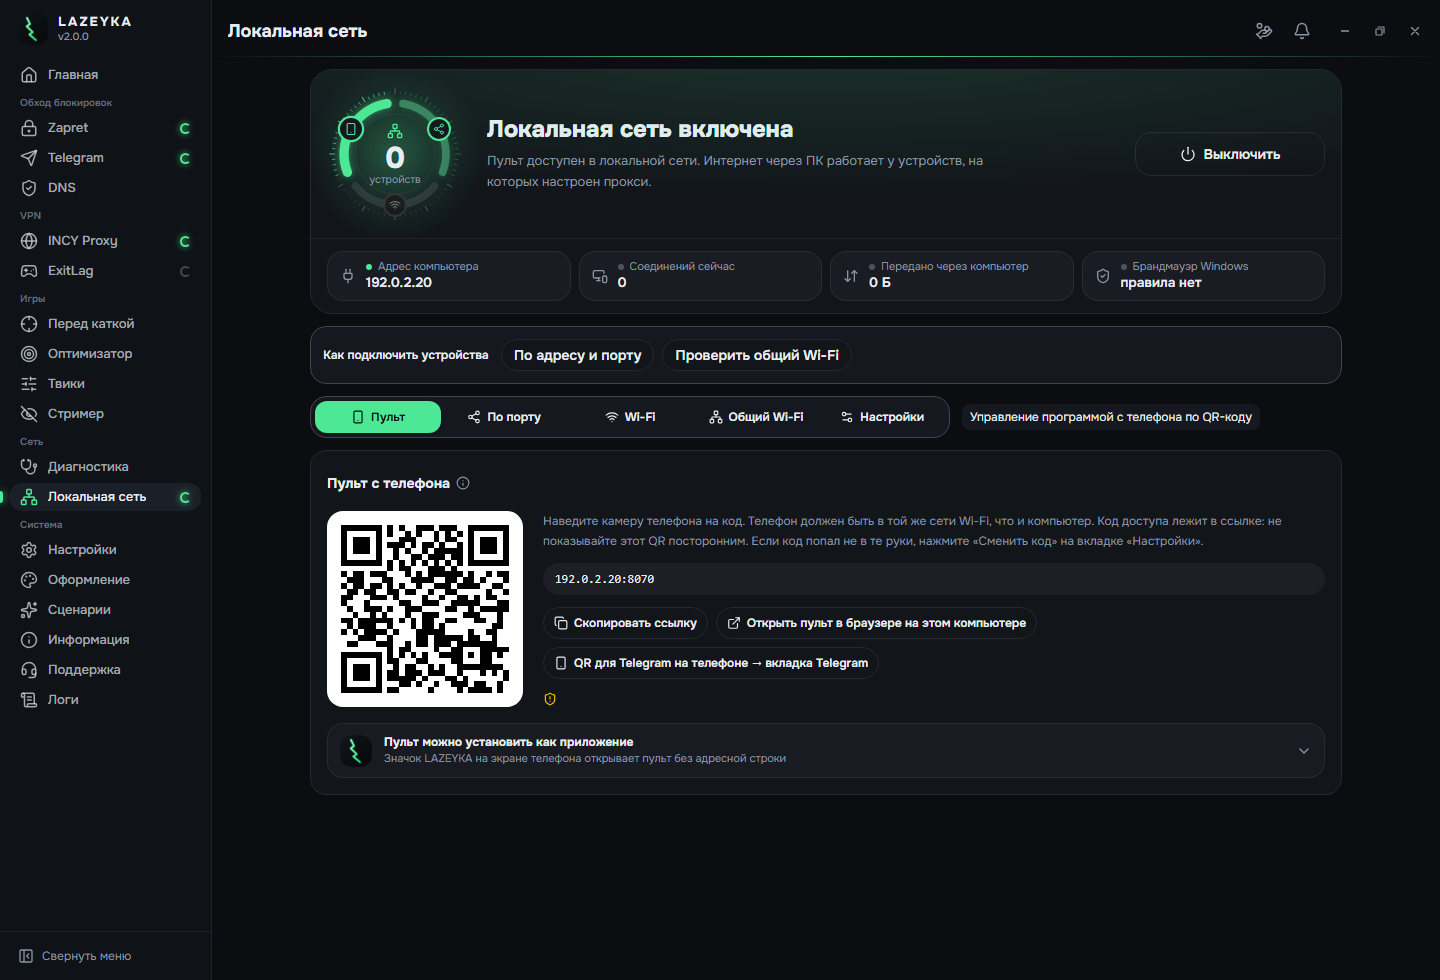 LAZEYKA
v2.0.0
Главная
Обход блокировок
Zapret
Telegram
DNS
VPN
INCY Proxy
ExitLag
Игры
Перед каткой
Оптимизатор
Твики
Стример
Сеть
Диагностика
Локальная сеть
Система
Настройки
Оформление
Сценарии
Информация
Поддержка
Логи
Свернуть меню
Локальная сеть
0
устройств
Локальная сеть включена
Пульт доступен в локальной сети. Интернет через ПК работает у устройств, на
которых настроен прокси.
Выключить
Адрес компьютера
192.0.2.20
Соединений сейчас
0
Передано через компьютер
0 Б
Брандмауэр Windows
правила нет
Как подключить устройства
По адресу и порту
Проверить общий Wi-Fi
Пульт
По порту
Wi-Fi
Общий Wi-Fi
Настройки
Управление программой с телефона по QR-коду
Пульт с телефона
Наведите камеру телефона на код. Телефон должен быть в той же сети Wi-Fi, что и компьютер. Код доступа лежит в ссылке: не
показывайте этот QR посторонним. Если код попал не в те руки, нажмите «Сменить код» на вкладке «Настройки».
192.0.2.20:8070
Скопировать ссылку
Открыть пульт в браузере на этом компьютере
QR для Telegram на телефоне → вкладка Telegram
Пульт можно установить как приложение
Значок LAZEYKA на экране телефона открывает пульт без адресной строки